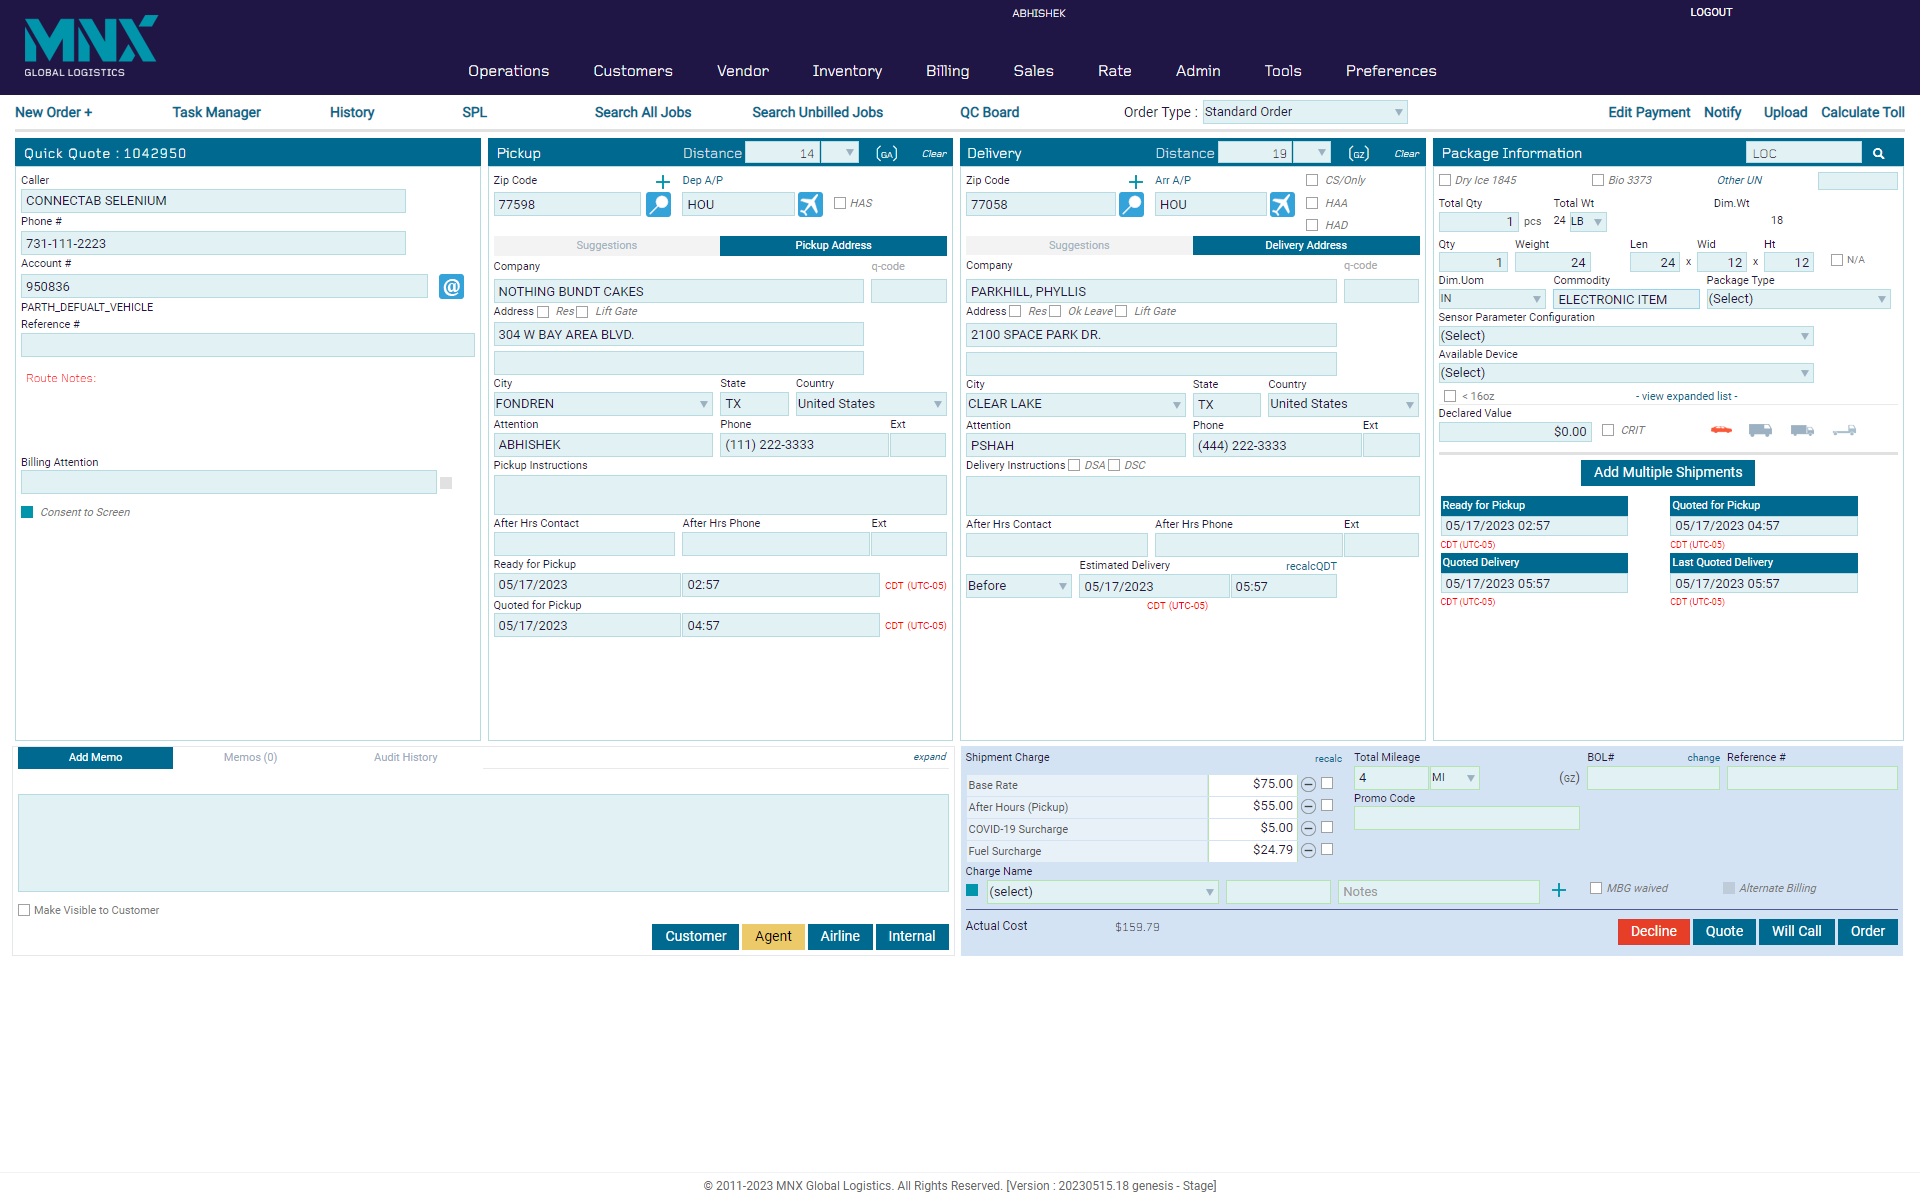 ABHISHEK
LOGOUT
MNX
GLOBAL LOGISTICS
Operations Customers Vendor Inventory Billing Sales Rate Admin Tools Preferences
New Order + Task Manager History SPL Search All Jobs Search Unbilled Jobs QC Board Order Type : Standard Order Edit Payment Notify Upload Calculate Toll
Quick Quote : 1042950
Caller
CONNECTAB SELENIUM
Phone #
731-111-2223
Account #
950836 @
PARTH_DEFUALT_VEHICLE
Reference #
Route Notes:
Billing Attention
Consent to Screen
Pickup Distance 14 (GA) Clear
Zip Code + Dep A/P
77598 HOU HAS
Suggestions Pickup Address
Company q-code
NOTHING BUNDT CAKES
Address Res Lift Gate
304 W BAY AREA BLVD.
City State Country
FONDREN TX United States
Attention Phone Ext
ABHISHEK (111) 222-3333
Pickup Instructions
After Hrs Contact After Hrs Phone Ext
Ready for Pickup
05/17/2023 02:57 CDT (UTC-05)
Quoted for Pickup
05/17/2023 04:57 CDT (UTC-05)
Delivery Distance 19 (GZ) Clear
Zip Code + Arr A/P CS/Only
77058 HOU HAA
HAD
Suggestions Delivery Address
Company q-code
PARKHILL, PHYLLIS
Address Res Ok Leave Lift Gate
2100 SPACE PARK DR.
City State Country
CLEAR LAKE TX United States
Attention Phone Ext
PSHAH (444) 222-3333
Delivery Instructions DSA DSC
After Hrs Contact After Hrs Phone Ext
Estimated Delivery recalcQDT
Before 05/17/2023 05:57
CDT (UTC-05)
Package Information LOC
Dry Ice 1845 Bio 3373 Other UN
Total Qty Total Wt Dim.Wt
1 pcs 24 LB 18
Qty Weight Len Wid Ht
1 24 24 x 12 x 12 N/A
Dim.Uom Commodity Package Type
IN ELECTRONIC ITEM (Select)
Sensor Parameter Configuration
(Select)
Available Device
(Select)
< 16oz - view expanded list -
Declared Value
$0.00 CRIT
Add Multiple Shipments
Ready for Pickup Quoted for Pickup
05/17/2023 02:57 05/17/2023 04:57
CDT (UTC-05) CDT (UTC-05)
Quoted Delivery Last Quoted Delivery
05/17/2023 05:57 05/17/2023 05:57
CDT (UTC-05) CDT (UTC-05)
Add Memo Memos (0) Audit History expand
Make Visible to Customer
Customer Agent Airline Internal
Shipment Charge recalc Total Mileage BOL# change Reference #
Base Rate $75.00 4 MI (GZ)
After Hours (Pickup) $55.00 Promo Code
COVID-19 Surcharge $5.00
Fuel Surcharge $24.79
Charge Name
(select) Notes + MBG waived Alternate Billing
Actual Cost $159.79 Decline Quote Will Call Order
© 2011-2023 MNX Global Logistics. All Rights Reserved. [Version : 20230515.18 genesis - Stage]